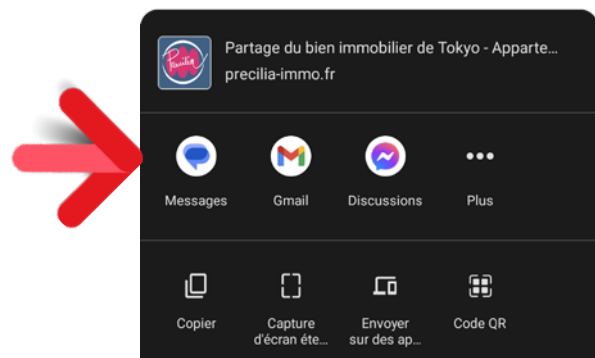 Precilia
Partage du bien immobilier de Tokyo - Apparte…
precilia-immo.fr
Messages
Gmail
Discussions
Plus
Copier
Capture
d'écran éte…
Envoyer
sur des ap…
Code QR